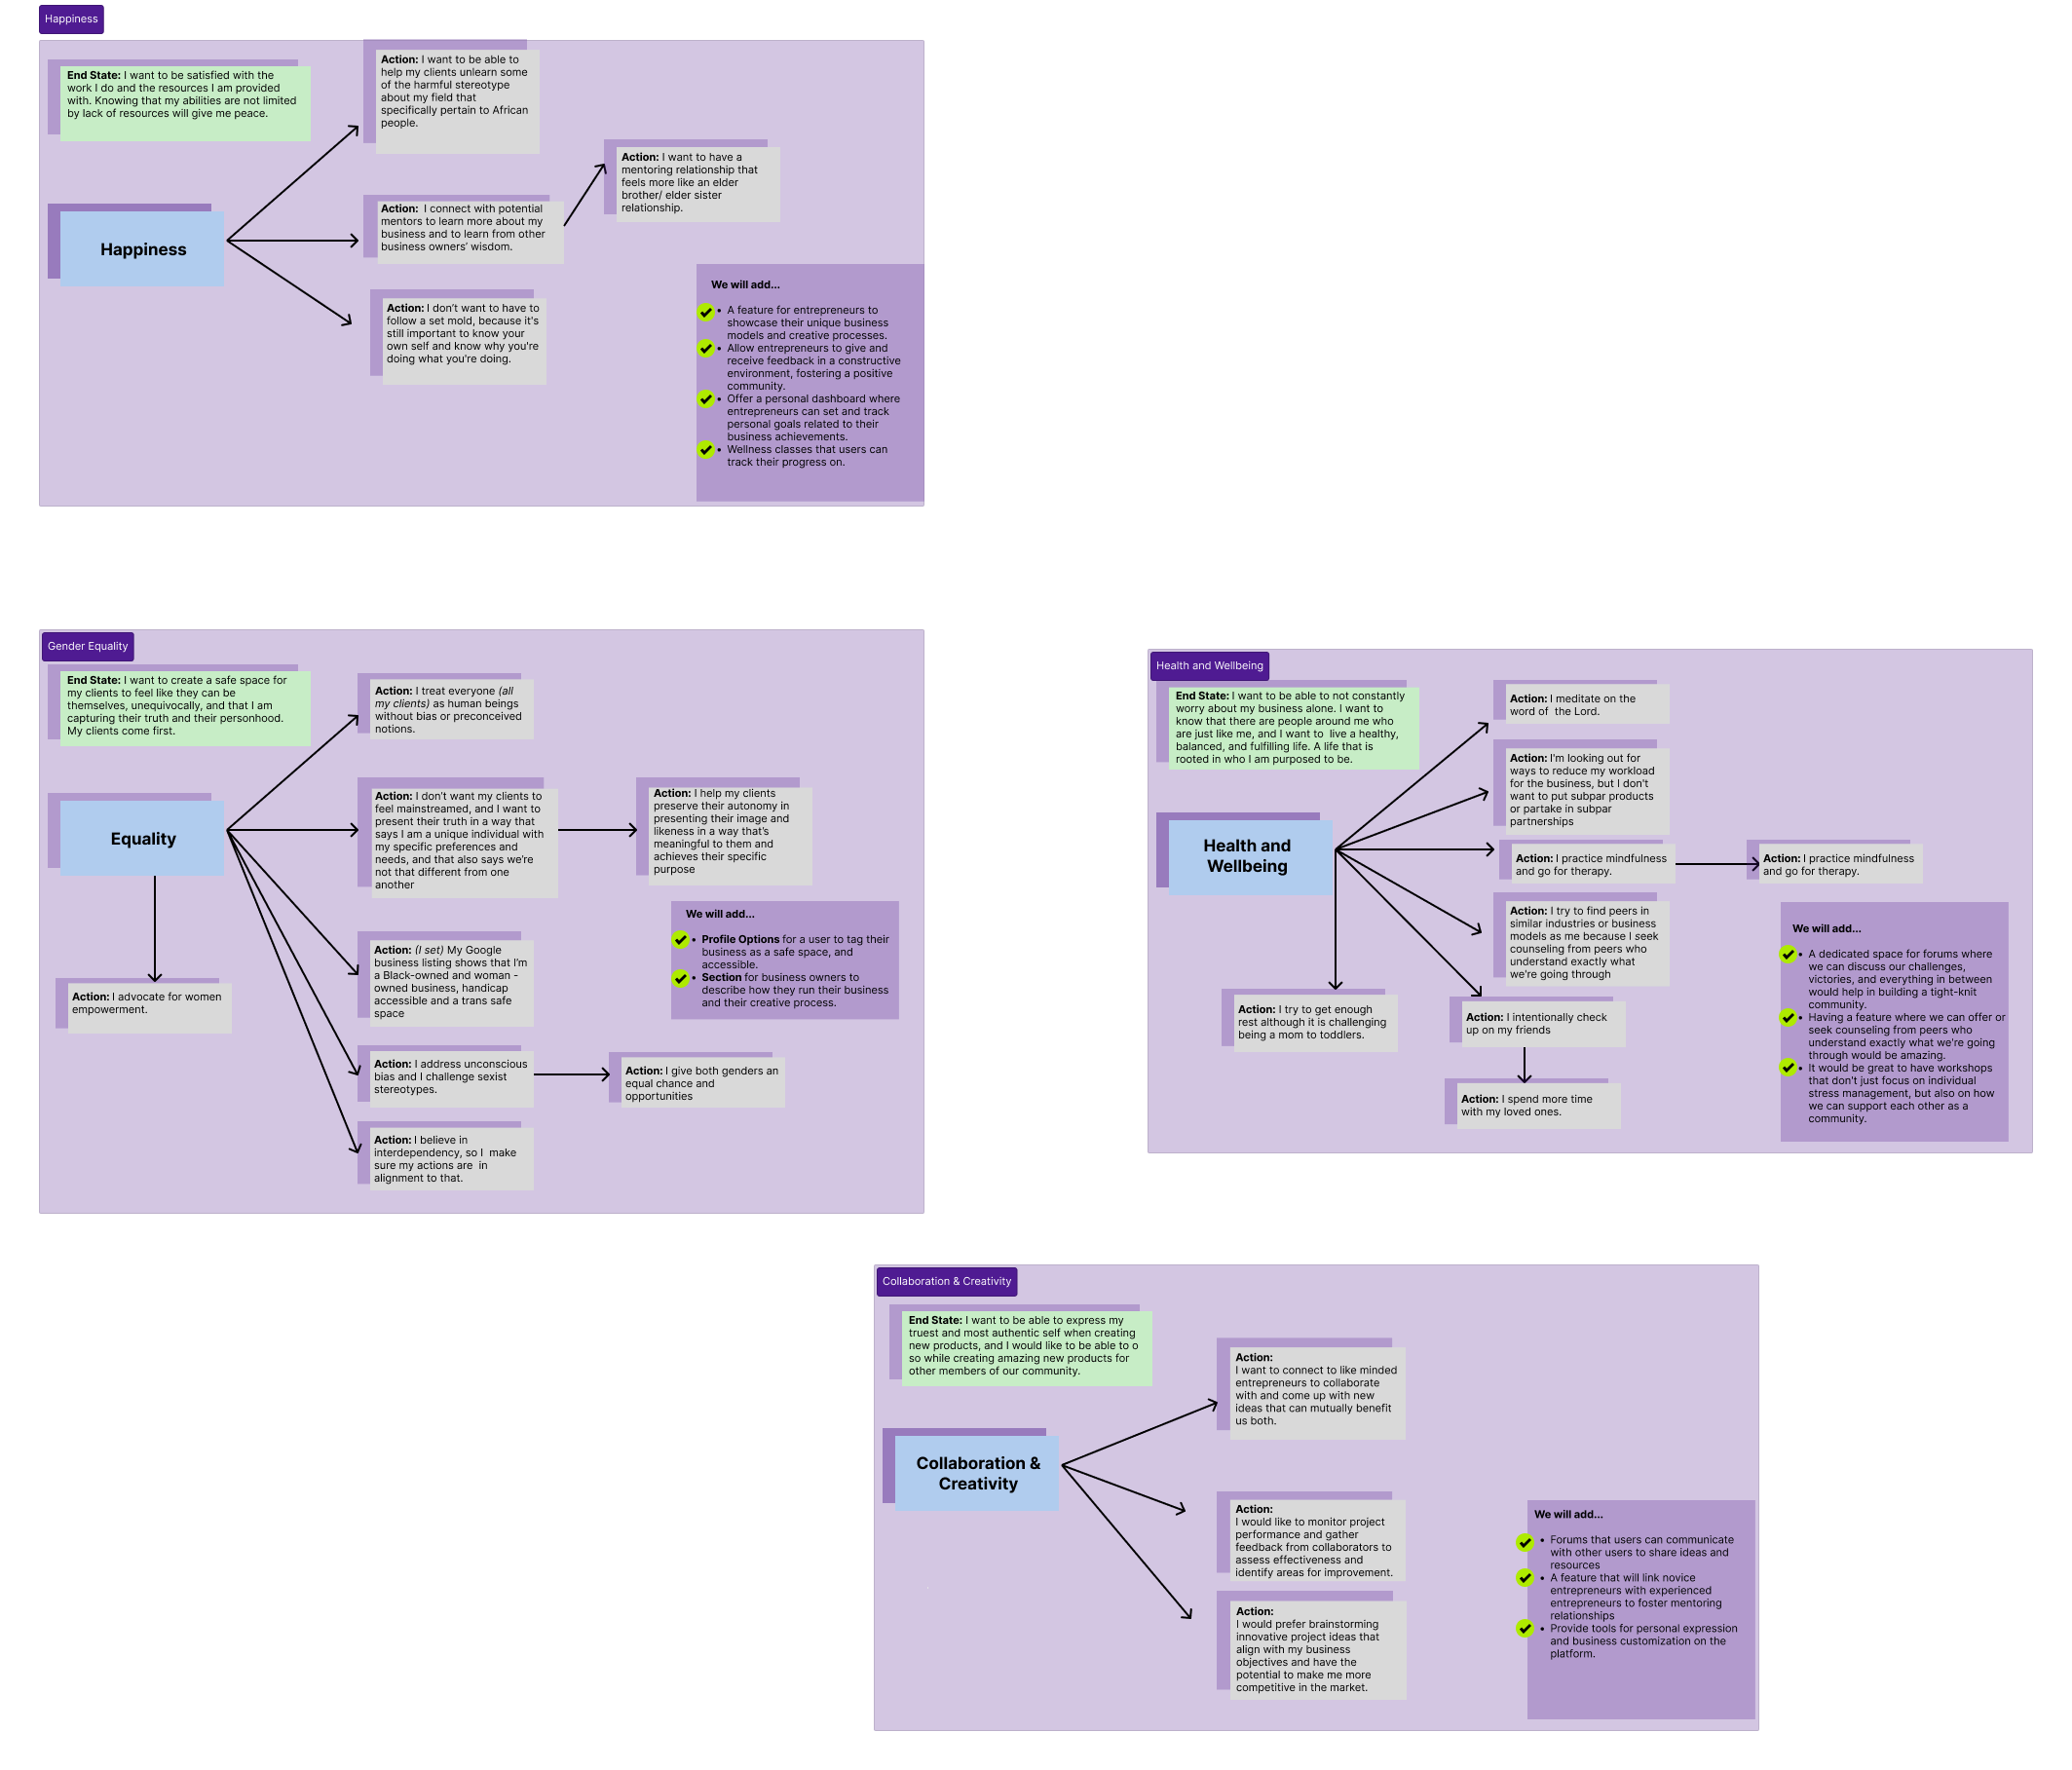 Happiness
End State: I want to be satisfied with the
work I do and the resources I am provided
with. Knowing that my abilities are not limited
by lack of resources will give me peace.
Happiness
Action: I want to be able to
help my clients unlearn some
of the harmful stereotype
about my field that
specifically pertain to African
people.
Action:  I connect with potential
mentors to learn more about my
business and to learn from other
business owners’ wisdom.
Action: I don’t want to have to
follow a set mold, because it's
still important to know your
own self and know why you're
doing what you're doing.
Action: I want to have a
mentoring relationship that
feels more like an elder
brother/ elder sister
relationship.
We will add...
• A feature for entrepreneurs to
showcase their unique business
models and creative processes.
• Allow entrepreneurs to give and
receive feedback in a constructive
environment, fostering a positive
community.
• Offer a personal dashboard where
entrepreneurs can set and track
personal goals related to their
business achievements.
• Wellness classes that users can
track their progress on.
Gender Equality
End State: I want to create a safe space for
my clients to feel like they can be
themselves, unequivocally, and that I am
capturing their truth and their personhood.
My clients come first.
Equality
Action: I advocate for women
empowerment.
Action: I treat everyone (all
my clients) as human beings
without bias or preconceived
notions.
Action: I don’t want my clients to
feel mainstreamed, and I want to
present their truth in a way that
says I am a unique individual with
my specific preferences and
needs, and that also says we’re
not that different from one
another
Action: I help my clients
preserve their autonomy in
presenting their image and
likeness in a way that’s
meaningful to them and
achieves their specific
purpose
Action: (I set) My Google
business listing shows that I’m
a Black-owned and woman -
owned business, handicap
accessible and a trans safe
space
Action: I address unconscious
bias and I challenge sexist
stereotypes.
Action: I give both genders an
equal chance and
opportunities
Action: I believe in
interdependency, so I  make
sure my actions are  in
alignment to that.
We will add...
• Profile Options for a user to tag their
business as a safe space, and
accessible.
• Section for business owners to
describe how they run their business
and their creative process.
Health and Wellbeing
End State: I want to be able to not constantly
worry about my business alone. I want to
know that there are people around me who
are just like me, and I want to  live a healthy,
balanced, and fulfilling life. A life that is
rooted in who I am purposed to be.
Health and
Wellbeing
Action: I meditate on the
word of  the Lord.
Action: I'm looking out for
ways to reduce my workload
for the business, but I don't
want to put subpar products
or partake in subpar
partnerships
Action: I practice mindfulness
and go for therapy.
Action: I practice mindfulness
and go for therapy.
Action: I try to find peers in
similar industries or business
models as me because I seek
counseling from peers who
understand exactly what
we're going through
Action: I try to get enough
rest although it is challenging
being a mom to toddlers.
Action: I intentionally check
up on my friends
Action: I spend more time
with my loved ones.
We will add...
• A dedicated space for forums where
we can discuss our challenges,
victories, and everything in between
would help in building a tight-knit
community.
• Having a feature where we can offer or
seek counseling from peers who
understand exactly what we're going
through would be amazing.
• It would be great to have workshops
that don't just focus on individual
stress management, but also on how
we can support each other as a
community.
Collaboration & Creativity
End State: I want to be able to express my
truest and most authentic self when creating
new products, and I would like to be able to o
so while creating amazing new products for
other members of our community.
Collaboration &
Creativity
Action:
I want to connect to like minded
entrepreneurs to collaborate
with and come up with new
ideas that can mutually benefit
us both.
Action:
I would like to monitor project
performance and gather
feedback from collaborators to
assess effectiveness and
identify areas for improvement.
Action:
I would prefer brainstorming
innovative project ideas that
align with my business
objectives and have the
potential to make me more
competitive in the market.
We will add...
• Forums that users can communicate
with other users to share ideas and
resources
• A feature that will link novice
entrepreneurs with experienced
entrepreneurs to foster mentoring
relationships
• Provide tools for personal expression
and business customization on the
platform.